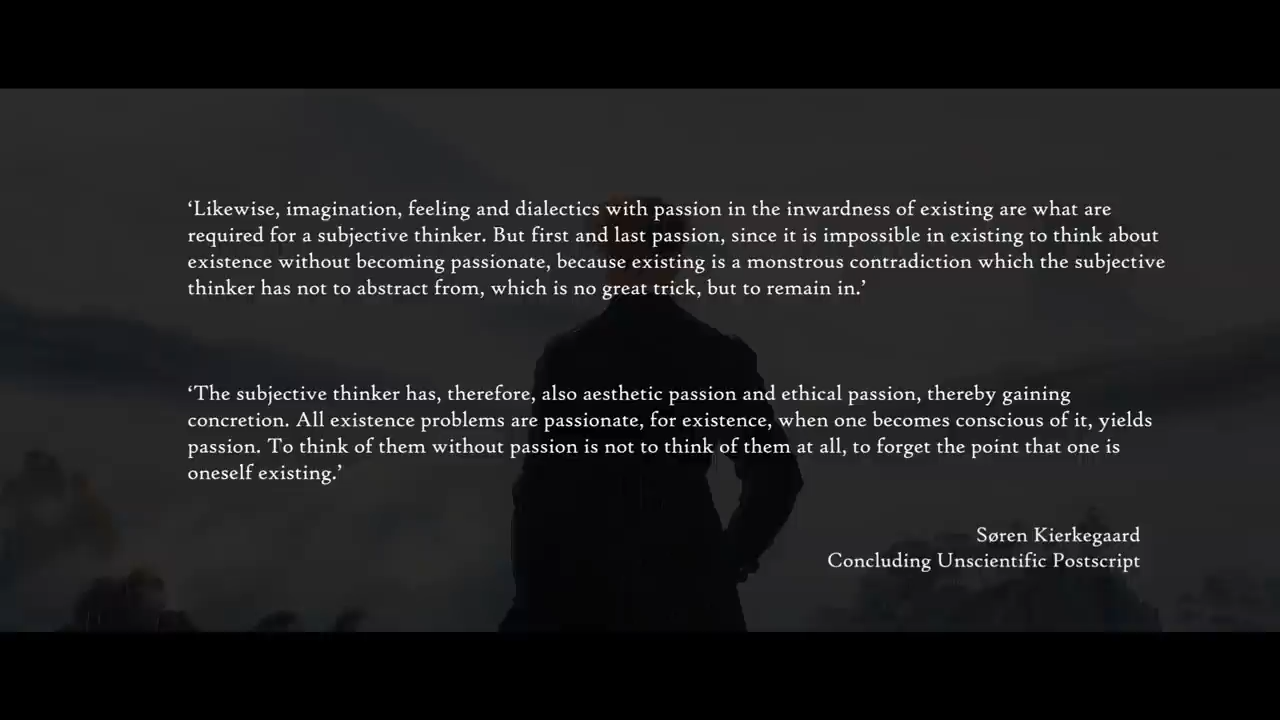 ‘Likewise, imagination, feeling and dialectics with passion in the inwardness of existing are what are
required for a subjective thinker. But first and last passion, since it is impossible in existing to think about
existence without becoming passionate, because existing is a monstrous contradiction which the subjective
thinker has not to abstract from, which is no great trick, but to remain in.’
‘The subjective thinker has, therefore, also aesthetic passion and ethical passion, thereby gaining
concretion. All existence problems are passionate, for existence, when one becomes conscious of it, yields
passion. To think of them without passion is not to think of them at all, to forget the point that one is
oneself existing.’
Søren Kierkegaard
Concluding Unscientific Postscript